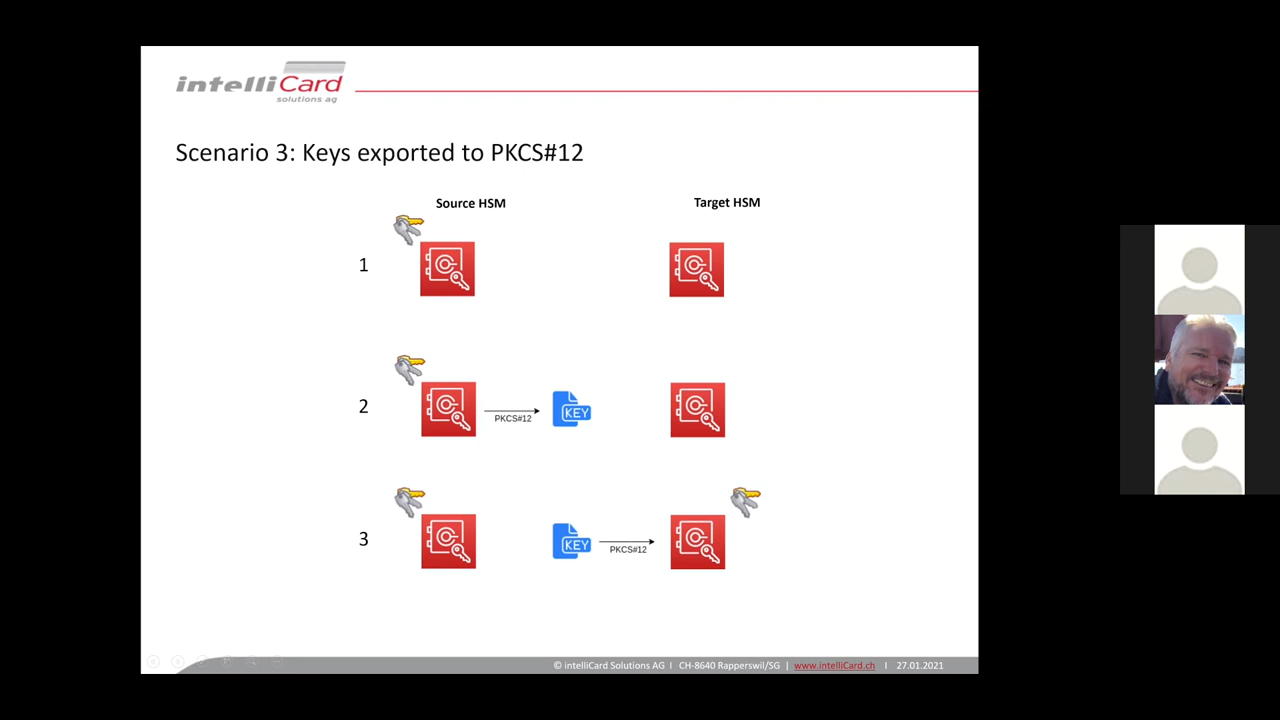 intelliCard
solutions ag
Scenario 3: Keys exported to PKCS#12
Source HSM
Target HSM
1
2
PKCS#12
KEY
3
KEY
PKCS#12
© intelliCard Solutions AG I CH-8640 Rapperswil/SG | www.intelliCard.ch I 27.01.2021